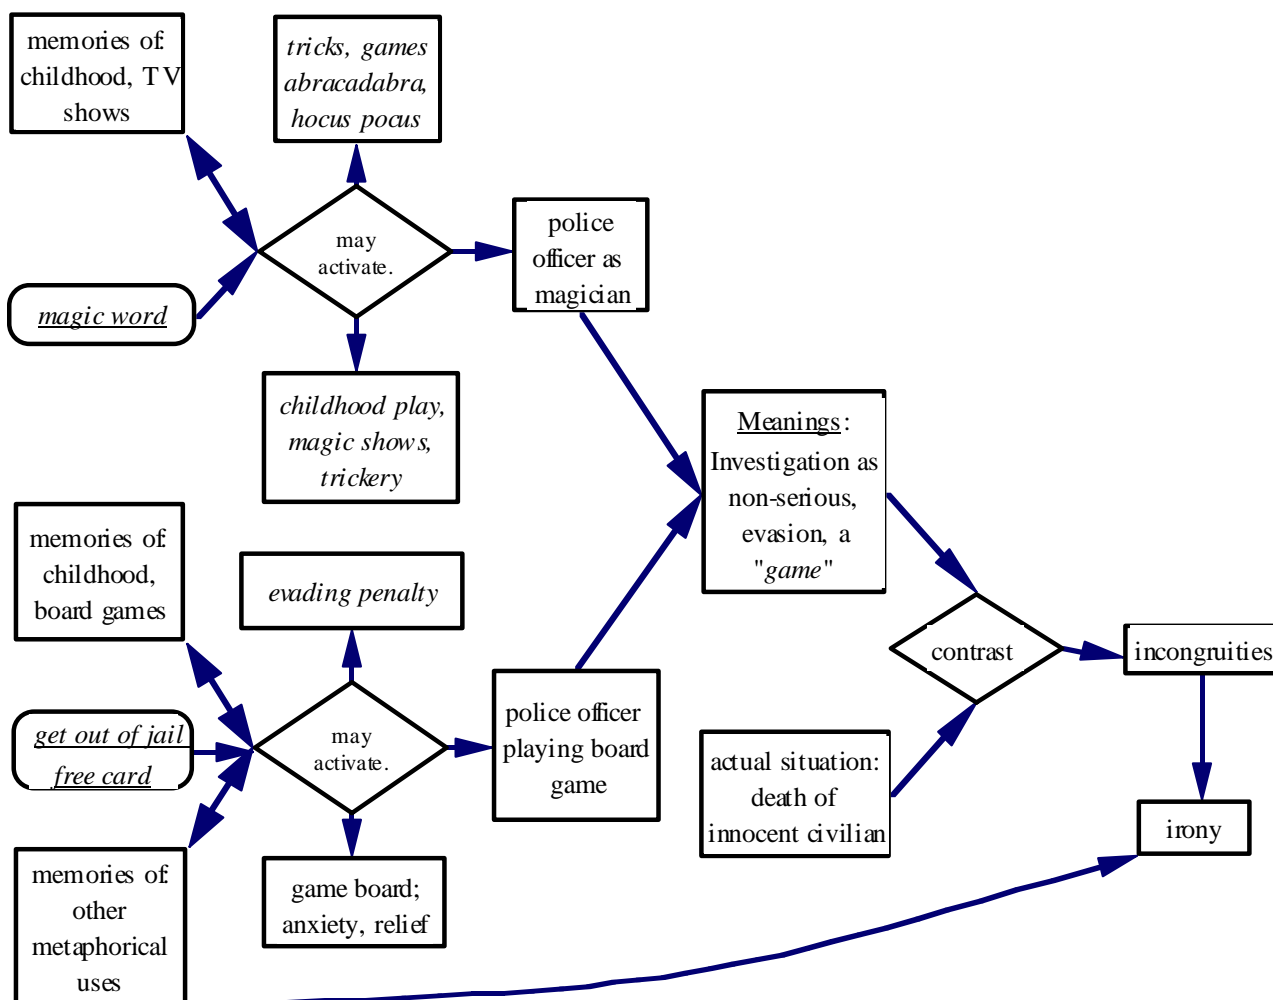 memories of:
childhood, TV
shows
tricks, games
abracadabra,
hocus pocus
may
activate.
police
officer as
magician
magic word
childhood play,
magic shows,
trickery
Meanings:
Investigation as
non-serious,
evasion, a
"game"
memories of:
childhood,
board games
evading penalty
contrast
incongruities
get out of jail
free card
may
activate.
police officer
playing board
game
actual situation:
death of
innocent civilian
irony
memories of:
other
metaphorical
uses
game board;
anxiety, relief